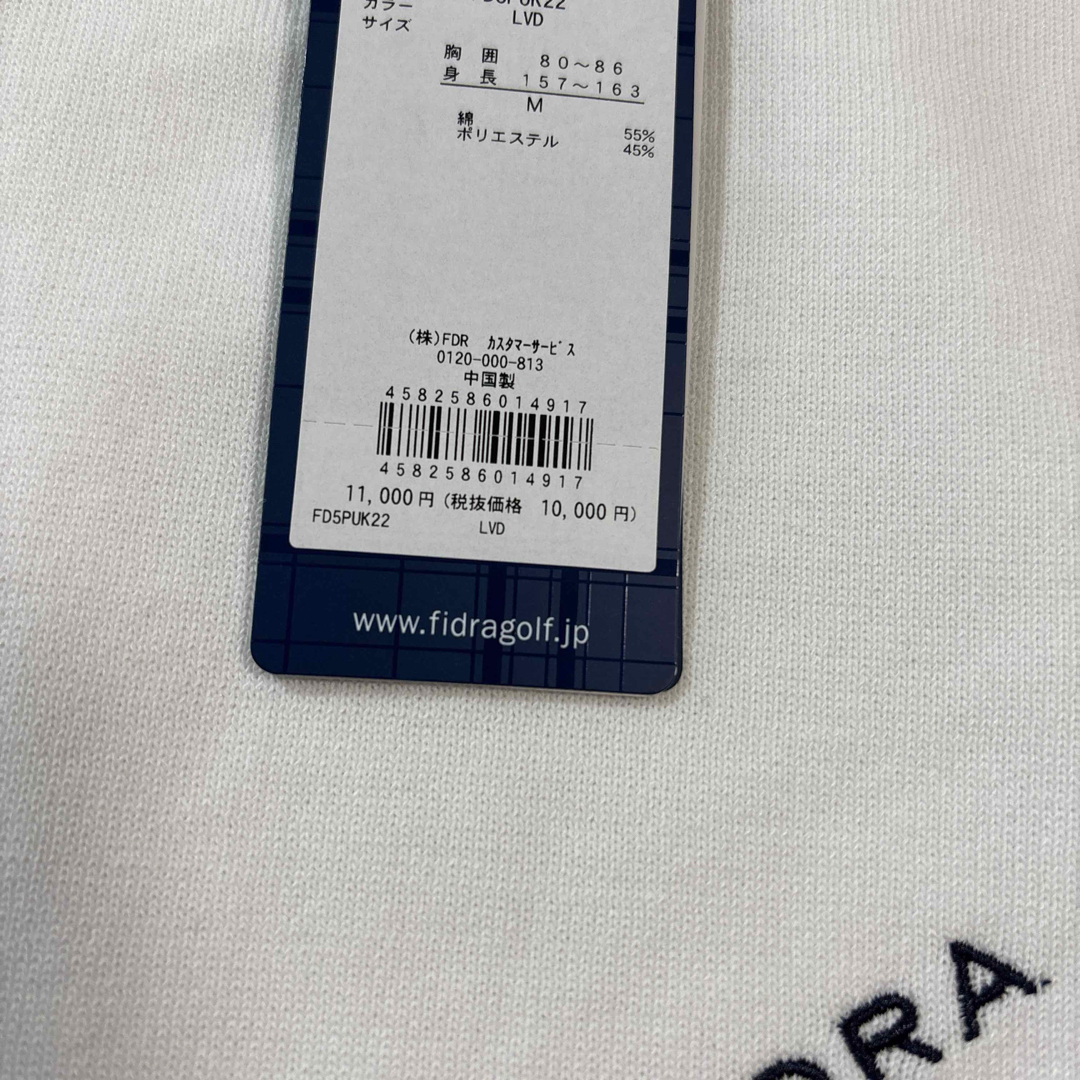 カラー LVD
サイズ
胸囲 80～86
身長 157～163
M
綿 55%
ポリエステル 45%
(株)FDR ｶｽﾀﾏｰｻｰﾋﾞｽ
0120-000-813
中国製
4582586014917
4582586014917
11,000円 (税抜価格 10,000円)
FD5PUK22 LVD
www.fidragolf.jp